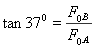 tan 37⁰ = F₀B / F₀A